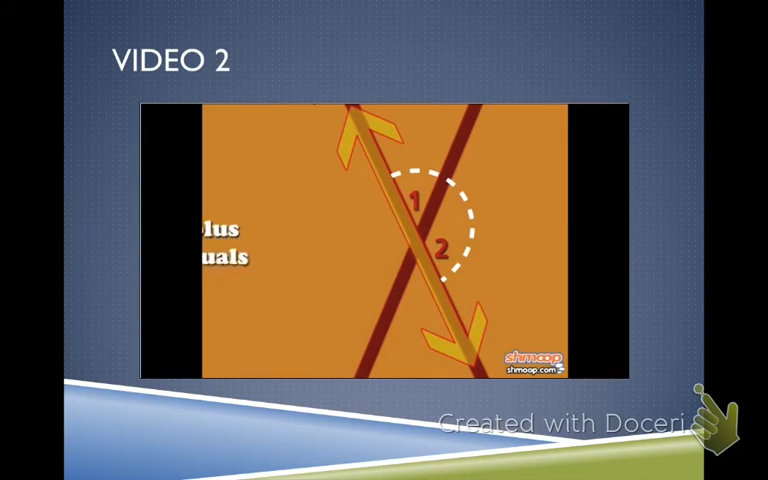 VIDEO 2
1
lus
2
uals
shmoop
shmoop.com
Created with Doceri